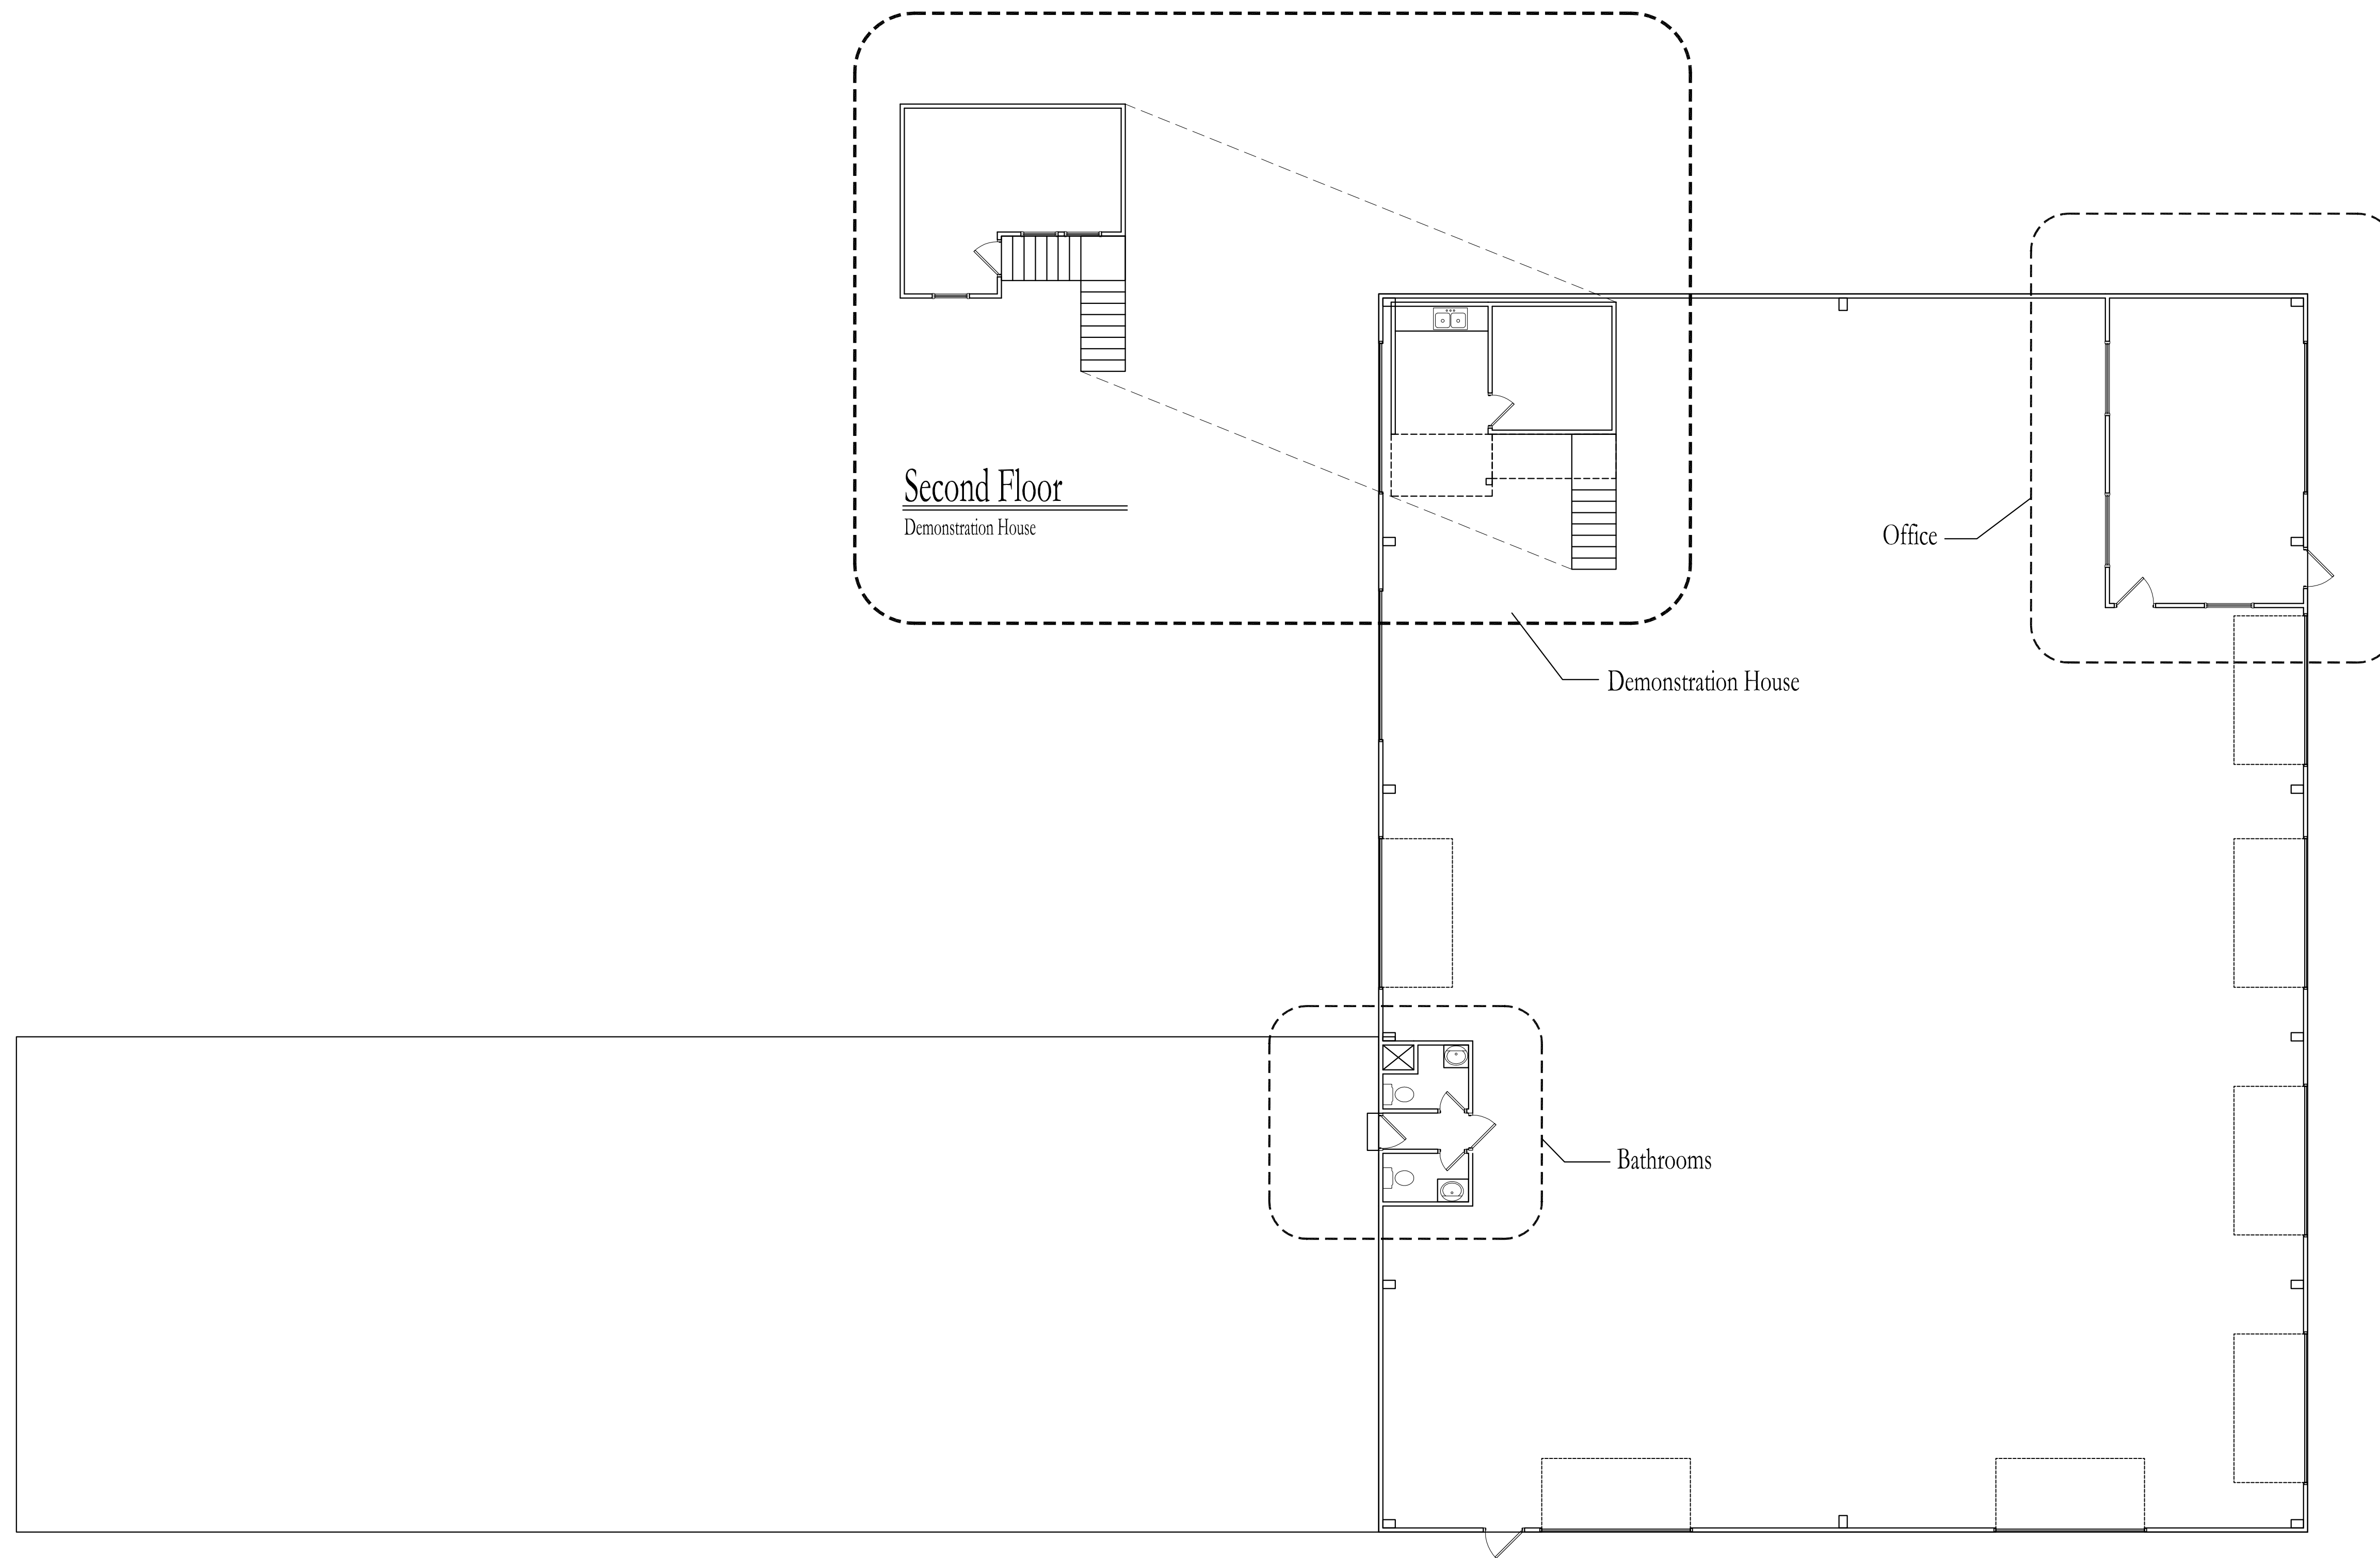 Second Floor
Demonstration House
Office
Demonstration House
Bathrooms